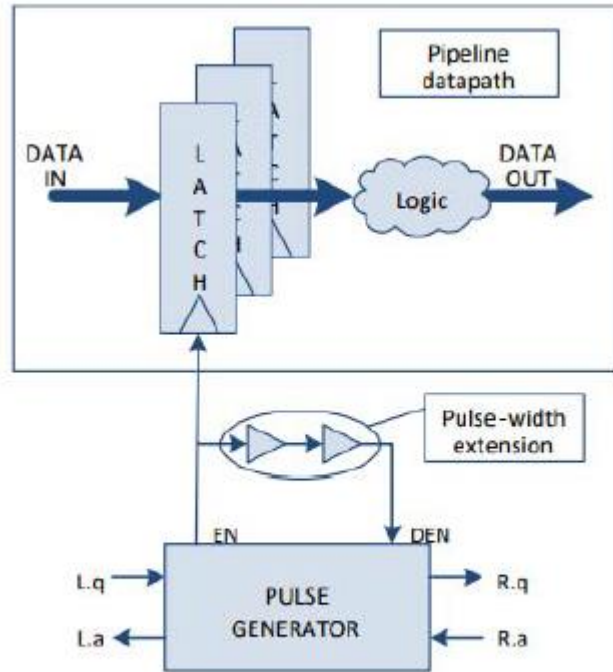 Pipeline
datapath
DATA
IN
L
A
T
C
H
Logic
DATA
OUT
Pulse-width
extension
EN
DEN
L.q
L.a
PULSE
GENERATOR
R.q
R.a